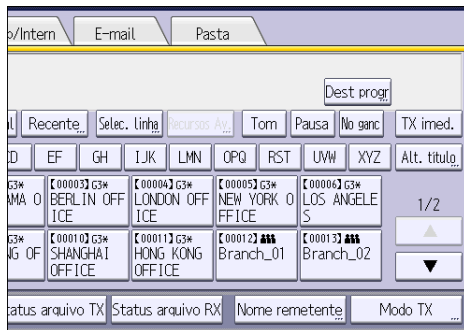 o/Intern E-mail Pasta
Dest progr.
al Recente Selec. linha Recursos Av. Tom Pausa No ganc TX imed.
CD EF GH IJK LMN OPQ RST UVW XYZ Alt. titulo
G3* 【00003】G3* 【00004】G3* 【00005】G3* 【00006】G3*
AMA O BERLIN OFF LONDON OFF NEW YORK O LOS ANGELE
ICE ICE FFICE S
1/2
G3* 【00010】G3* 【00011】G3* 【00012】 【00013】
NG OF SHANGHAI HONG KONG Branch_01 Branch_02
OFFICE OFFICE
tatus arquivo TX Status arquivo RX Nome remetente Modo TX